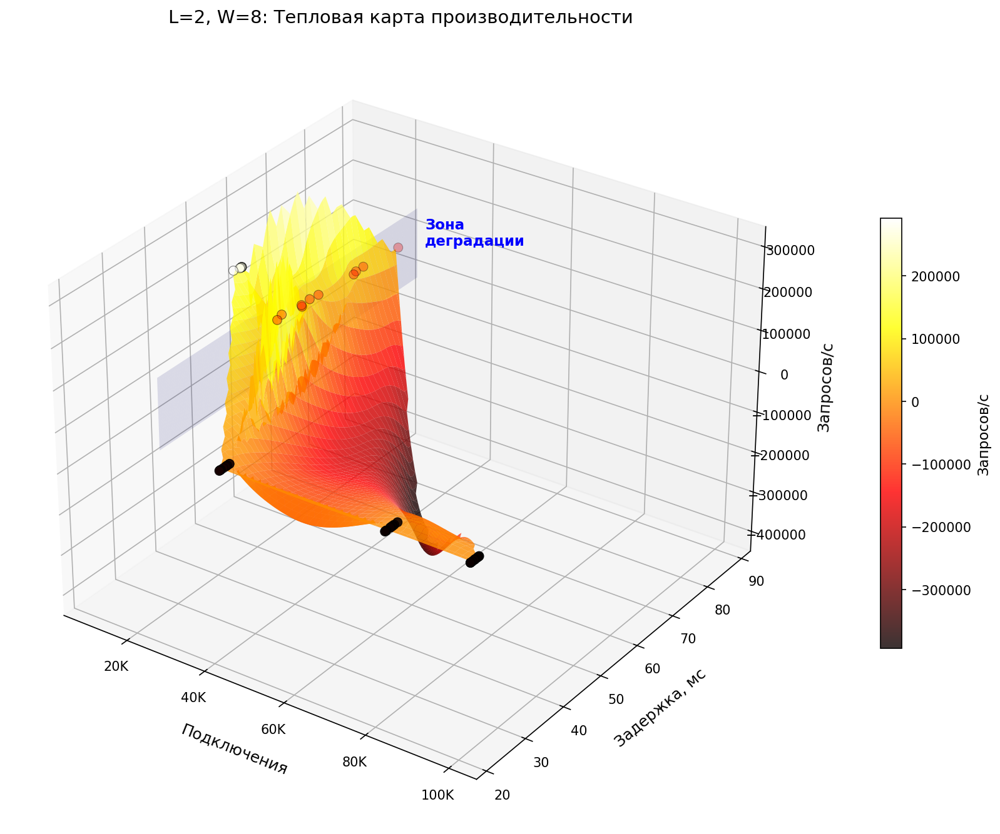 L=2, W=8: Тепловая карта производительности
Зона
деградации
300000
200000
100000
0
−100000
−200000
−300000
−400000
Запросов/с
90
80
70
60
50
40
30
20
Задержка, мс
20K
40K
60K
80K
100K
Подключения
200000
100000
0
−100000
−200000
−300000
Запросов/с